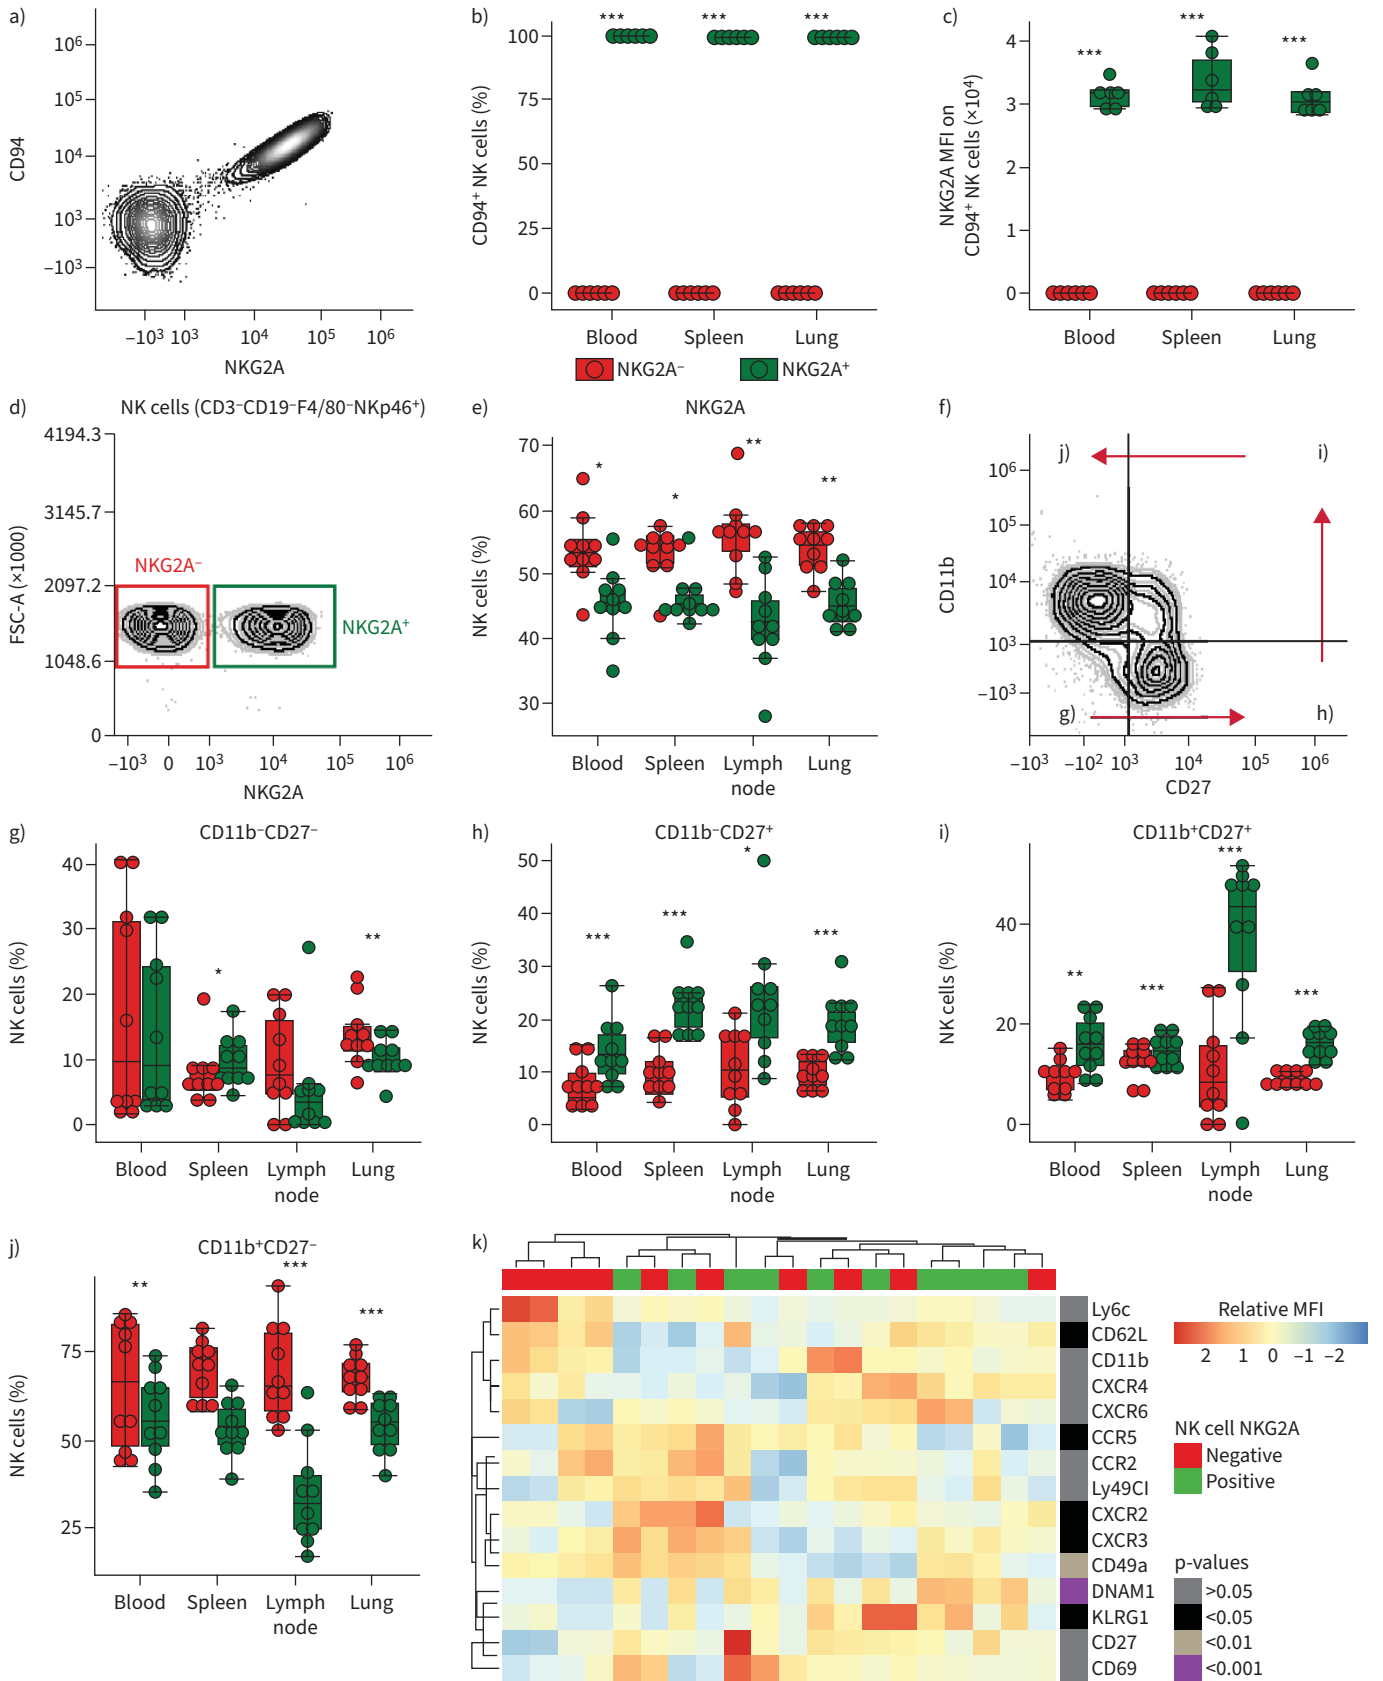 a)
10⁶
10⁵
10⁴
10³
–10³
CD94
–10³ 10³ 10⁴ 10⁵ 10⁶
NKG2A
b)
*** *** ***
100
75
50
25
0
CD94⁺ NK cells (%)
Blood Spleen Lung
NKG2A⁻ NKG2A⁺
c)
*** *** ***
4
3
2
1
0
NKG2A MFI on
CD94⁺ NK cells (×10⁴)
Blood Spleen Lung
d)
NK cells (CD3⁻CD19⁻F4/80⁻NKp46⁺)
4194.3
3145.7
2097.2
1048.6
0
FSC-A (×1000)
NKG2A⁻
NKG2A⁺
–10³ 0 10³ 10⁴ 10⁵ 10⁶
NKG2A
e)
NKG2A
* * ** **
70
60
50
40
30
NK cells (%)
Blood Spleen Lymph node Lung
f)
j) i)
g) h)
10⁶
10⁵
10⁴
10³
–10³
CD11b
–10³ –10² 10³ 10⁴ 10⁵ 10⁶
CD27
g)
CD11b⁻CD27⁻
* **
40
30
20
10
0
NK cells (%)
Blood Spleen Lymph node Lung
h)
CD11b⁻CD27⁺
*** *** * ***
50
40
30
20
10
0
NK cells (%)
Blood Spleen Lymph node Lung
i)
CD11b⁺CD27⁺
** *** *** ***
40
20
0
NK cells (%)
Blood Spleen Lymph node Lung
j)
CD11b⁺CD27⁻
** *** ***
75
50
25
NK cells (%)
Blood Spleen Lymph node Lung
k)
Ly6c
CD62L
CD11b
CXCR4
CXCR6
CCR5
CCR2
Ly49CI
CXCR2
CXCR3
CD49a
DNAM1
KLRG1
CD27
CD69
Relative MFI
2 1 0 –1 –2
NK cell NKG2A
Negative
Positive
p-values
>0.05
<0.05
<0.01
<0.001